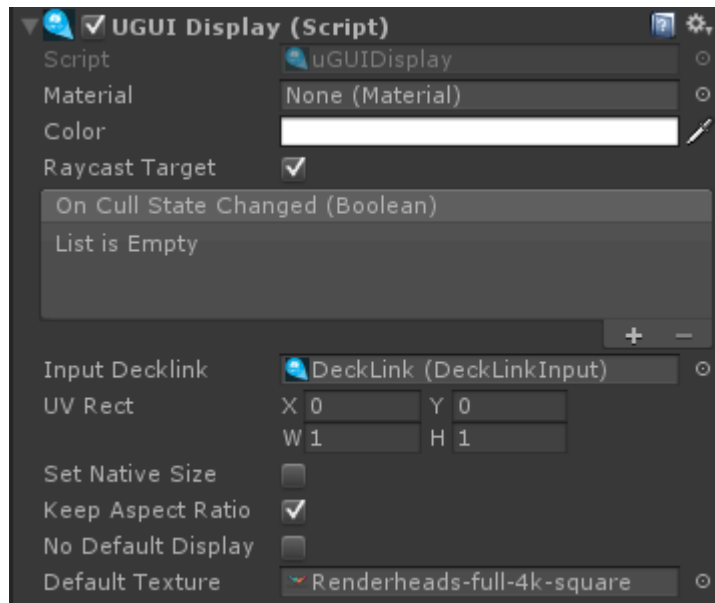 UGUI Display (Script)
Script uGUIDisplay
Material None (Material)
Color
Raycast Target
On Cull State Changed (Boolean)
List is Empty
+ −
Input Decklink DeckLink (DeckLinkInput)
UV Rect X 0 Y 0
W 1 H 1
Set Native Size
Keep Aspect Ratio
No Default Display
Default Texture Renderheads-full-4k-square